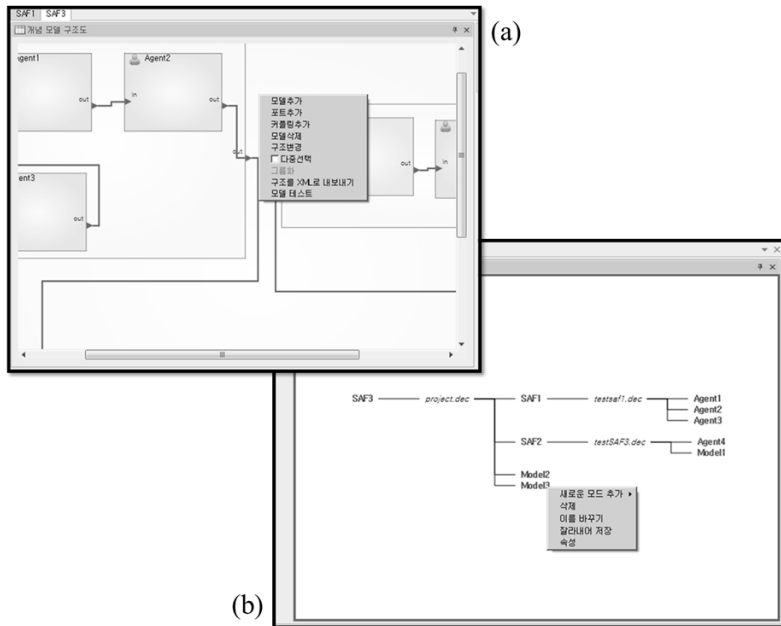 SAF1 SAF3
개념 모델 구조도
(a)
Agent1
Agent2
out
in
out
out
모델추가
포트추가
커플링추가
모델삭제
구조변경
다중선택
그룹화
구조를 XML로 내보내기
모델 테스트
out
in
ent3
out
SAF3
project.dec
SAF1
testsaf1.dec
Agent1
Agent2
Agent3
SAF2
testSAF3.dec
Agent4
Model1
Model2
Model3
새로운 모드 추가
삭제
이름 바꾸기
잘라내어 저장
속성
(b)